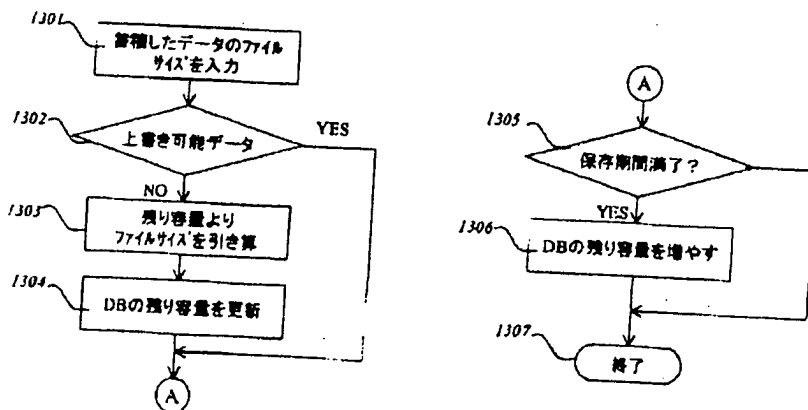 1301
蓄積したデータのファイル
サイズを入力
1302
上書き可能データ
YES
NO
1303
残り容量より
ファイルサイズを引き算
1304
DBの残り容量を更新
A
A
1305
保存期間満了？
YES
1306
DBの残り容量を増やす
1307
終了